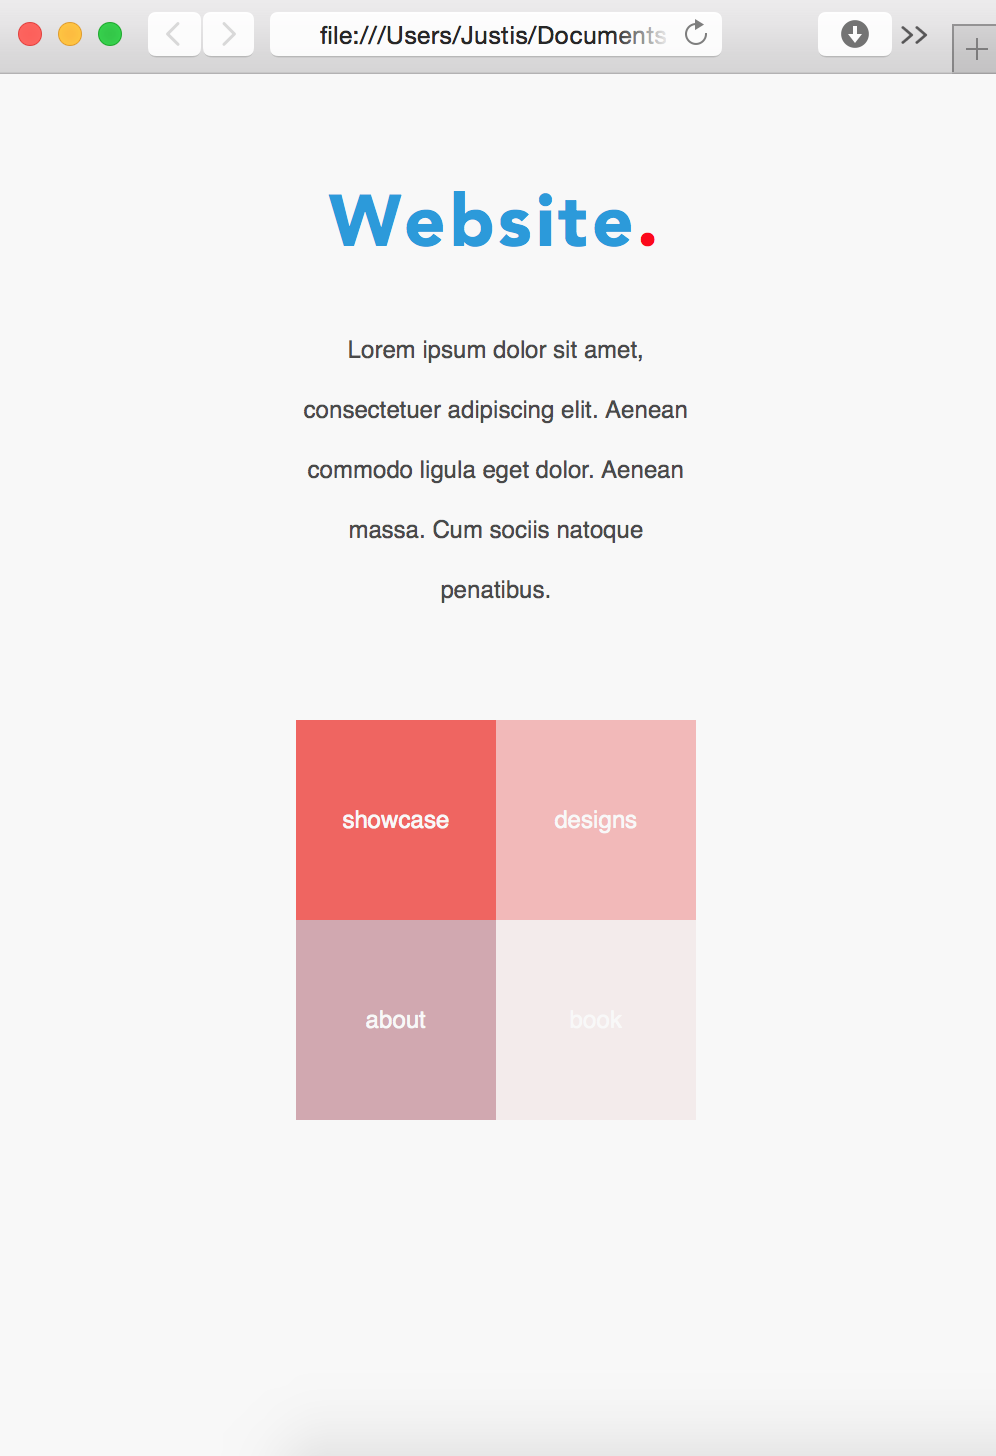 file:///Users/Justis/Documents
Website.
Lorem ipsum dolor sit amet,
consectetuer adipiscing elit. Aenean
commodo ligula eget dolor. Aenean
massa. Cum sociis natoque
penatibus.
showcase
designs
about
book